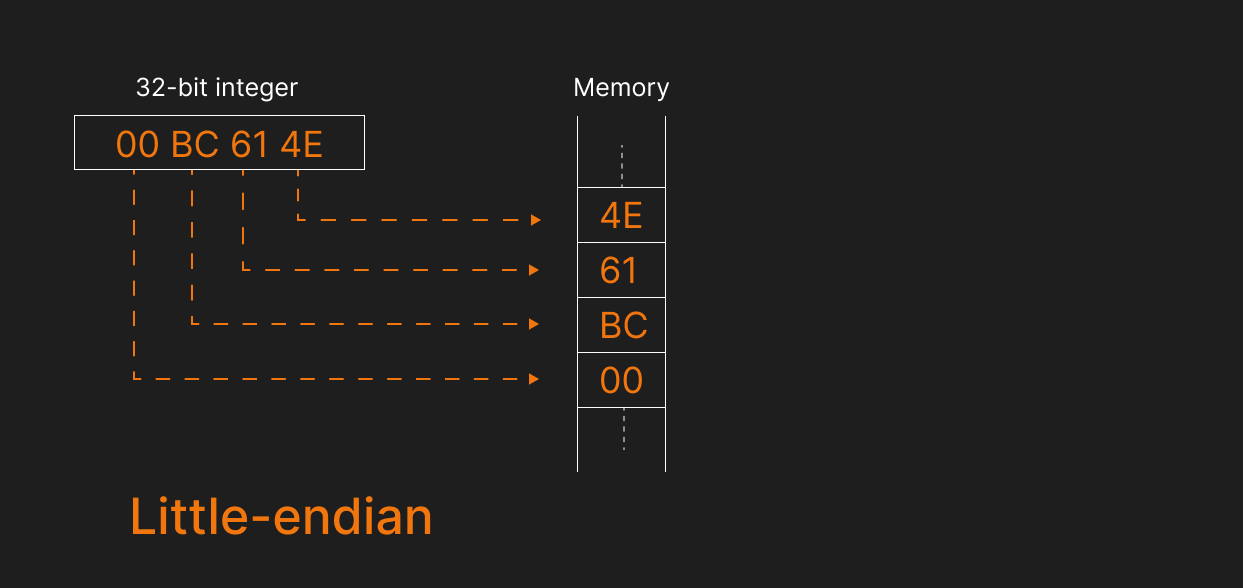 32-bit integer
Memory
00 BC 61 4E
4E
61
BC
00
Little-endian